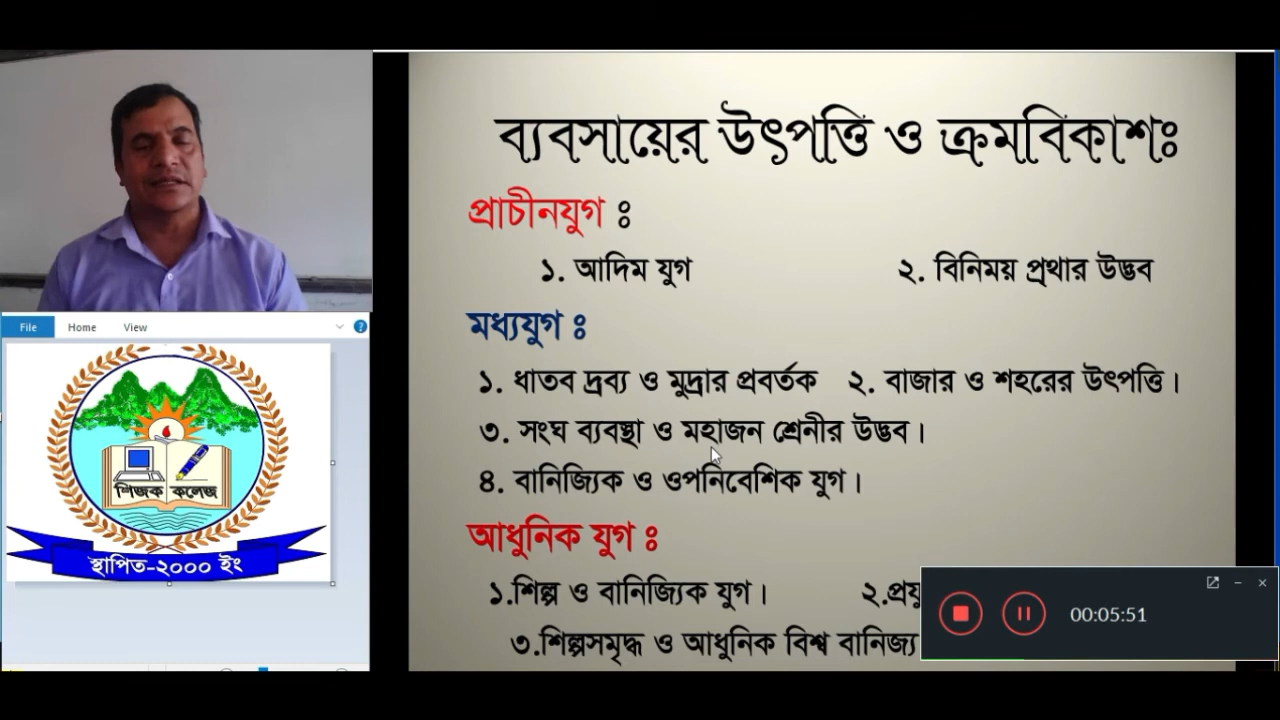 ব্যবসায়ের উৎপত্তি ও ক্রমবিকাশঃ
প্রাচীনযুগ ঃ
১. আদিম যুগ ২. বিনিময় প্রথার উদ্ভব
মধ্যযুগ ঃ
১. ধাতব দ্রব্য ও মুদ্রার প্রবর্তক ২. বাজার ও শহরের উৎপত্তি।
৩. সংঘ ব্যবস্থা ও মহাজন শ্রেনীর উদ্ভব।
৪. বানিজ্যিক ও ওপনিবেশিক যুগ।
আধুনিক যুগ ঃ
১.শিল্প ও বানিজ্যিক যুগ। ২.
৩.শিল্পসমৃদ্ধ ও আধুনিক বিশ্ব বানিজ্য
File Home View
শিজক কলেজ
স্থাপিত-২০০০ ইং
00:05:51